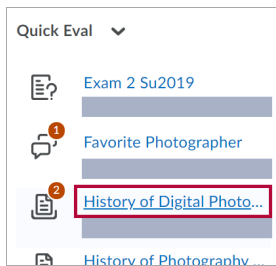 Quick Eval
Exam 2 Su2019
1
Favorite Photographer
2
History of Digital Photo...
History of Photography ...